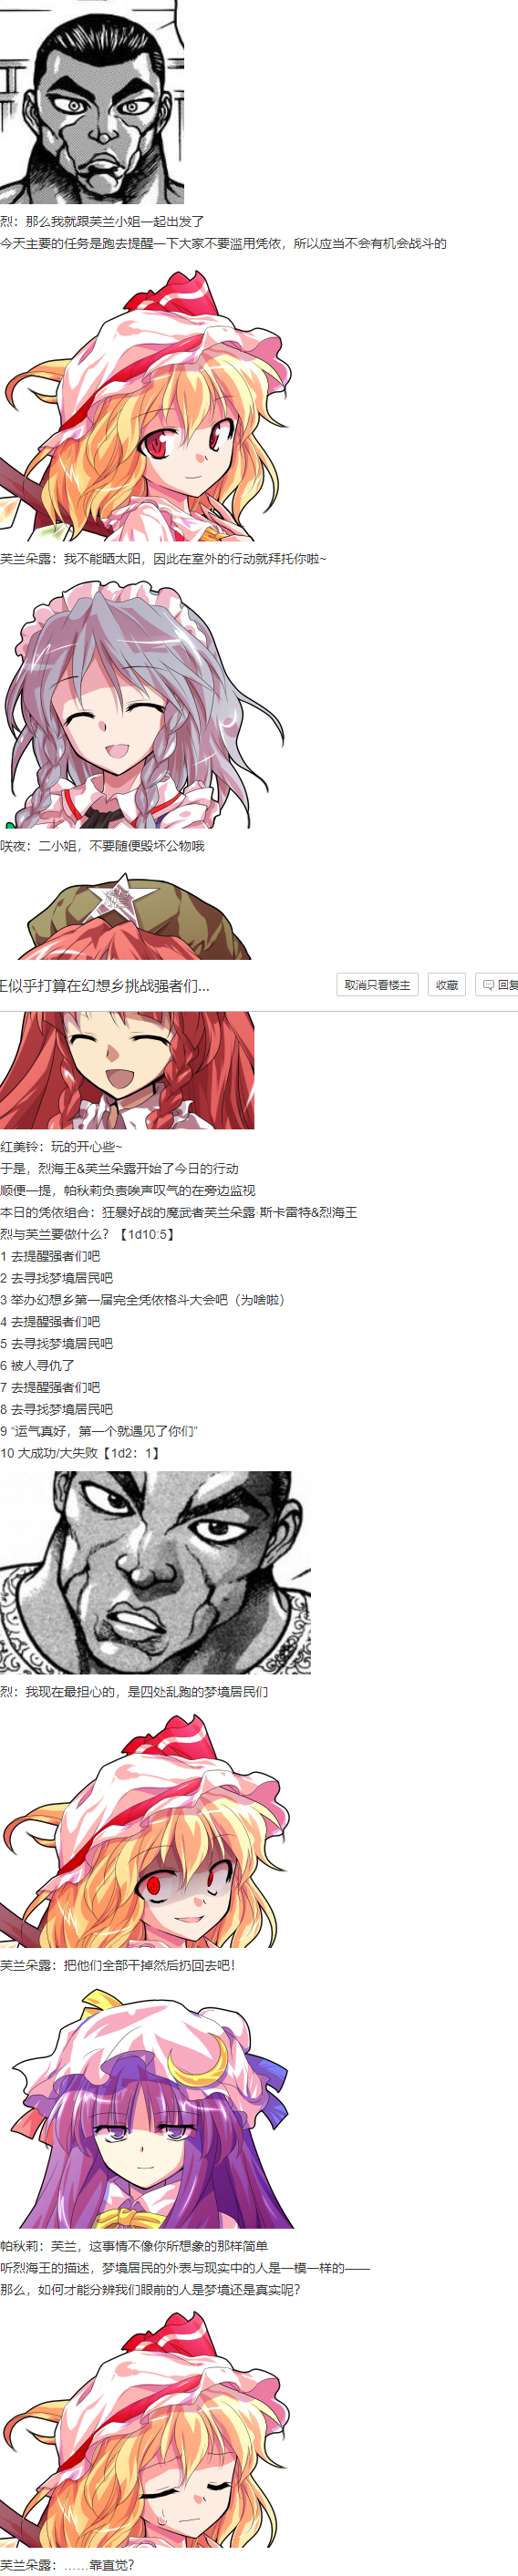 烈：那么我就跟芙兰小姐一起出发了
今天主要的任务是跑去提醒一下大家不要滥用凭依，所以应当不会有机会战斗的
芙兰朵露：我不能晒太阳，因此在室外的行动就拜托你啦~
咲夜：二小姐，不要随便毁坏公物哦
王似乎打算在幻想乡挑战强者们...
取消只看楼主
收藏
回复
红美铃：玩的开心些~
于是，烈海王&芙兰朵露开始了今日的行动
顺便一提，帕秋莉负责唉声叹气的在旁边监视
本日的凭依组合：狂暴好战的魔武者芙兰朵露·斯卡雷特&烈海王
烈与芙兰要做什么？【1d10:5】
1 去提醒强者们吧
2 去寻找梦境居民吧
3 举办幻想乡第一届完全凭依格斗大会吧（为啥啦）
4 去提醒强者们吧
5 去寻找梦境居民吧
6 被人寻仇了
7 去提醒强者们吧
8 去寻找梦境居民吧
9 “运气真好，第一个就遇见了你们”
10 大成功/大失败【1d2：1】
烈：我现在最担心的，是四处乱跑的梦境居民们
芙兰朵露：把他们全部干掉然后扔回去吧！
帕秋莉：芙兰，这事情不像你所想象的那样简单
听烈海王的描述，梦境居民的外表与现实中的人是一模一样的——
那么，如何才能分辨我们眼前的人是梦境还是真实呢？
芙兰朵露：……靠直觉？